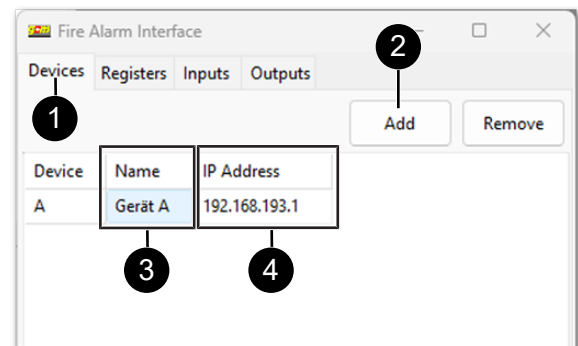 Fire Alarm Interface
2
Devices Registers Inputs Outputs
1
Add Remove
Device Name IP Address
A Gerät A 192.168.193.1
3 4